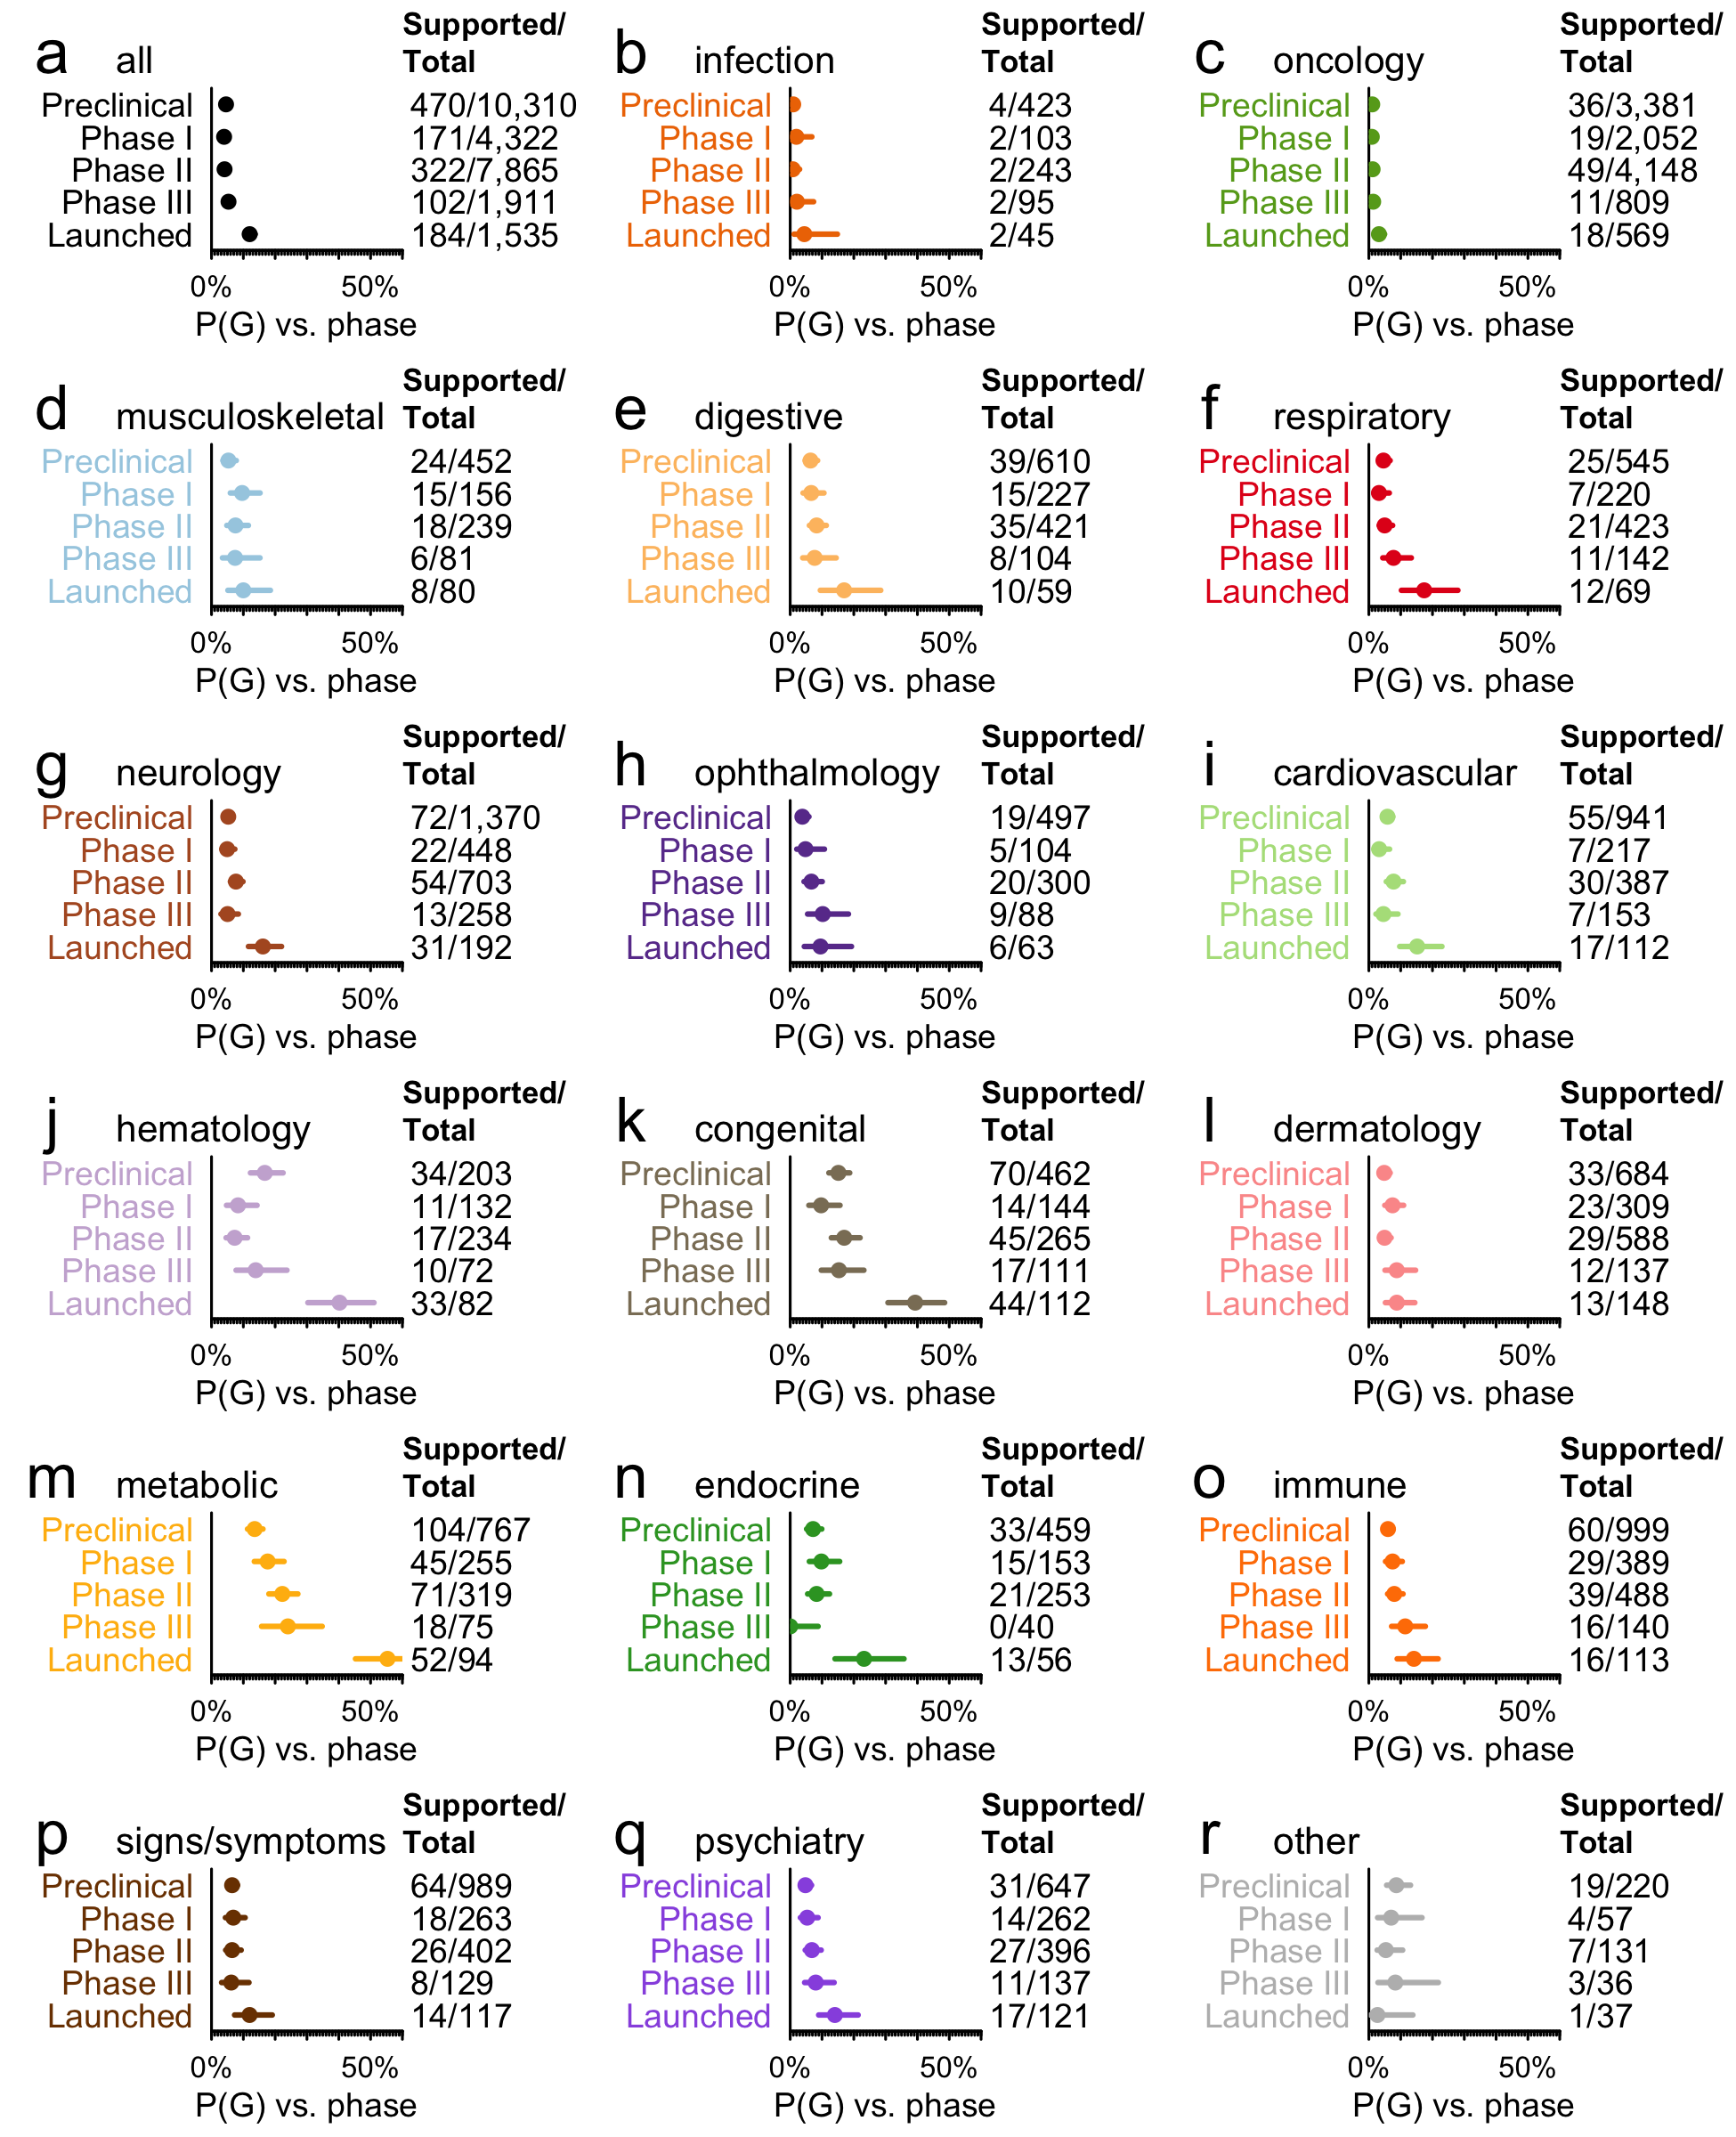 a all Supported/
Total
Preclinical 470/10,310
Phase I 171/4,322
Phase II 322/7,865
Phase III 102/1,911
Launched 184/1,535
0% 50%
P(G) vs. phase
b infection Supported/
Total
Preclinical 4/423
Phase I 2/103
Phase II 2/243
Phase III 2/95
Launched 2/45
0% 50%
P(G) vs. phase
c oncology Supported/
Total
Preclinical 36/3,381
Phase I 19/2,052
Phase II 49/4,148
Phase III 11/809
Launched 18/569
0% 50%
P(G) vs. phase
d musculoskeletal Supported/
Total
Preclinical 24/452
Phase I 15/156
Phase II 18/239
Phase III 6/81
Launched 8/80
0% 50%
P(G) vs. phase
e digestive Supported/
Total
Preclinical 39/610
Phase I 15/227
Phase II 35/421
Phase III 8/104
Launched 10/59
0% 50%
P(G) vs. phase
f respiratory Supported/
Total
Preclinical 25/545
Phase I 7/220
Phase II 21/423
Phase III 11/142
Launched 12/69
0% 50%
P(G) vs. phase
g neurology Supported/
Total
Preclinical 72/1,370
Phase I 22/448
Phase II 54/703
Phase III 13/258
Launched 31/192
0% 50%
P(G) vs. phase
h ophthalmology Supported/
Total
Preclinical 19/497
Phase I 5/104
Phase II 20/300
Phase III 9/88
Launched 6/63
0% 50%
P(G) vs. phase
i cardiovascular Supported/
Total
Preclinical 55/941
Phase I 7/217
Phase II 30/387
Phase III 7/153
Launched 17/112
0% 50%
P(G) vs. phase
j hematology Supported/
Total
Preclinical 34/203
Phase I 11/132
Phase II 17/234
Phase III 10/72
Launched 33/82
0% 50%
P(G) vs. phase
k congenital Supported/
Total
Preclinical 70/462
Phase I 14/144
Phase II 45/265
Phase III 17/111
Launched 44/112
0% 50%
P(G) vs. phase
l dermatology Supported/
Total
Preclinical 33/684
Phase I 23/309
Phase II 29/588
Phase III 12/137
Launched 13/148
0% 50%
P(G) vs. phase
m metabolic Supported/
Total
Preclinical 104/767
Phase I 45/255
Phase II 71/319
Phase III 18/75
Launched 52/94
0% 50%
P(G) vs. phase
n endocrine Supported/
Total
Preclinical 33/459
Phase I 15/153
Phase II 21/253
Phase III 0/40
Launched 13/56
0% 50%
P(G) vs. phase
o immune Supported/
Total
Preclinical 60/999
Phase I 29/389
Phase II 39/488
Phase III 16/140
Launched 16/113
0% 50%
P(G) vs. phase
p signs/symptoms Supported/
Total
Preclinical 64/989
Phase I 18/263
Phase II 26/402
Phase III 8/129
Launched 14/117
0% 50%
P(G) vs. phase
q psychiatry Supported/
Total
Preclinical 31/647
Phase I 14/262
Phase II 27/396
Phase III 11/137
Launched 17/121
0% 50%
P(G) vs. phase
r other Supported/
Total
Preclinical 19/220
Phase I 4/57
Phase II 7/131
Phase III 3/36
Launched 1/37
0% 50%
P(G) vs. phase